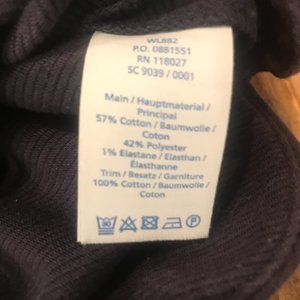 WL882
P.O. 0881551
RN 118027
SC 9039 / 0001
Main / Hauptmaterial /
Principal
57% Cotton / Baumwolle /
Coton
42% Polyester
1% Elastane / Elasthan /
Élasthanne
Trim / Besatz / Garniture
100% Cotton / Baumwolle /
Coton
30 P